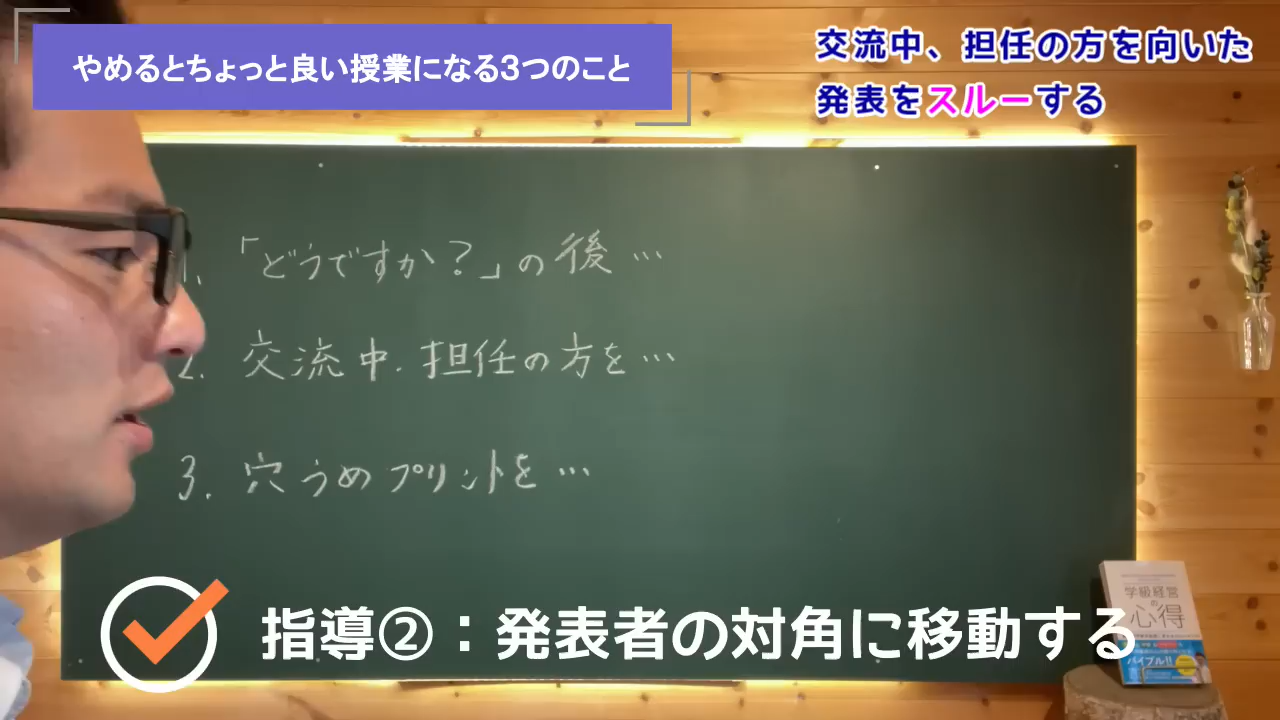 やめるとちょっと良い授業になる3つのこと
交流中、担任の方を向いた
発表をスルーする
1. 「どうですか？」の後…
2. 交流中、担任の方を…
3. 穴うめプリントを…
指導②：発表者の対角に移動する
学級経営
の
心得
バイブル!!